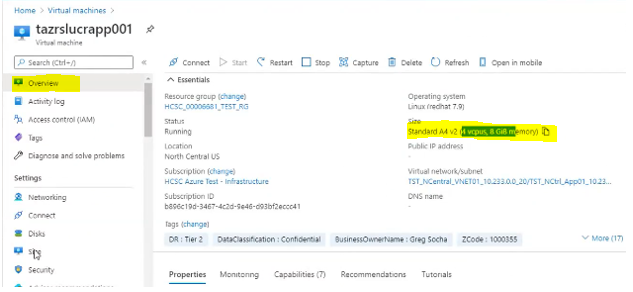 Home > Virtual machines >
tazrslucrapp001
Virtual machine
Search (Ctrl+/)
Overview
Activity log
Access control (IAM)
Tags
Diagnose and solve problems
Settings
Networking
Connect
Disks
Size
Security
Connect Start Restart Stop Capture Delete Refresh Open in mobile
Essentials
Resource group (change)
HCSC_00006681_TEST_RG
Status
Running
Location
North Central US
Subscription (change)
HCSC Azure Test - Infrastructure
Subscription ID
b896c19d-3467-4c2d-9e46-d93bf2eccc41
Operating system
Linux (redhat 7.9)
Size
Standard A4 v2 (4 vcpus, 8 GiB memory)
Public IP address
-
Virtual network/subnet
TST_NCentral_VNET01_10.233.0.0_20/TST_NCtrl_App01_10.23...
DNS name
-
Tags (change)
DR : Tier 2 DataClassification : Confidential BusinessOwnerName : Greg Socha ZCode : 1000355 More (17)
Properties Monitoring Capabilities (7) Recommendations Tutorials